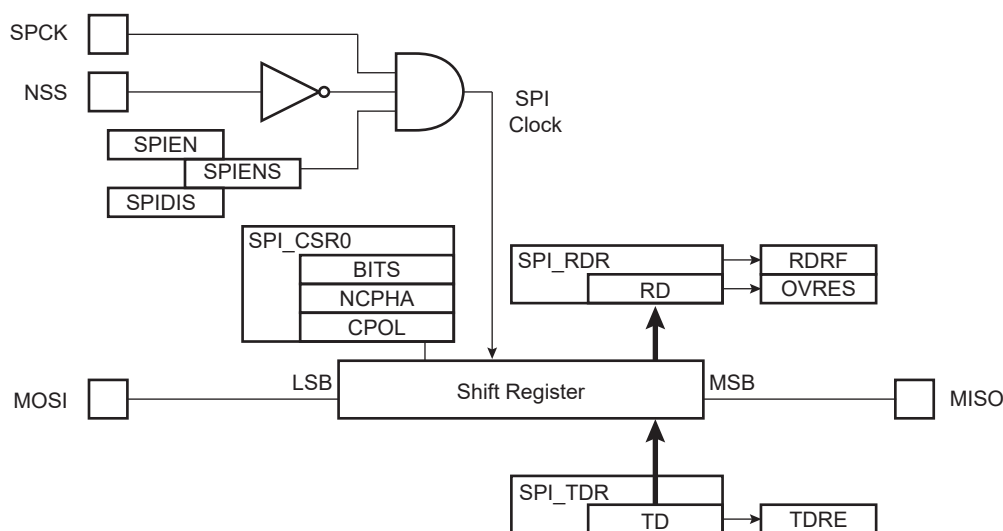 SPCK
NSS
SPI
Clock
SPIEN
SPIENS
SPIDIS
SPI_CSR0
BITS
NCPHA
CPOL
SPI_RDR
RD
RDRF
OVRES
MOSI
LSB
Shift Register
MSB
MISO
SPI_TDR
TD
TDRE